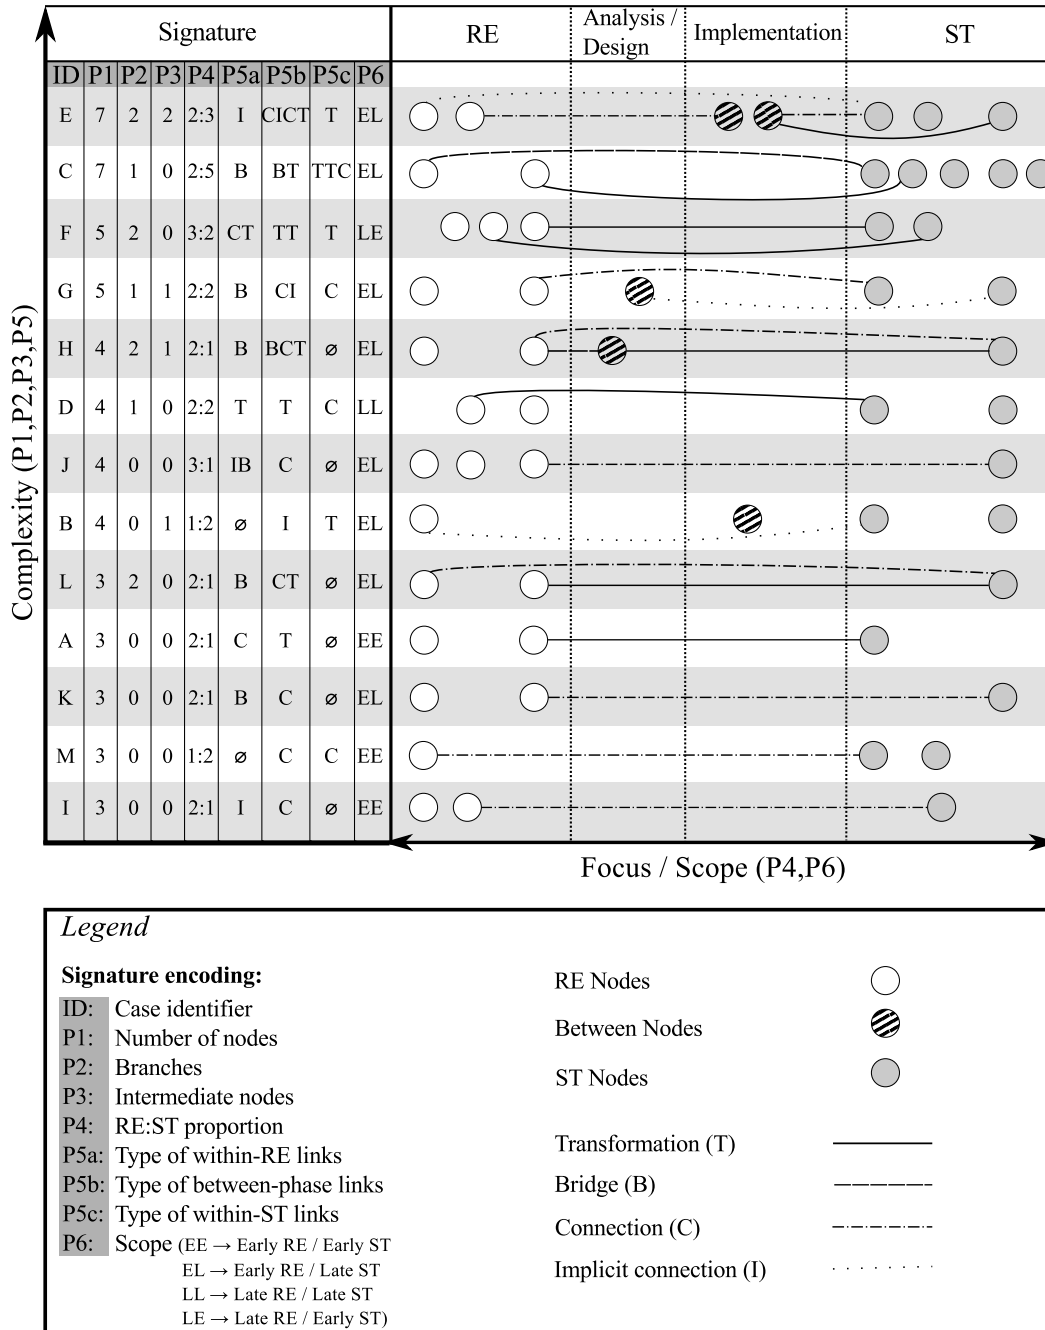 Signature RE Analysis / Design Implementation ST
ID P1 P2 P3 P4 P5a P5b P5c P6
E 7 2 2 2:3 I CICT T EL
C 7 1 0 2:5 B BT TTC EL
F 5 2 0 3:2 CT TT T LE
G 5 1 1 2:2 B CI C EL
H 4 2 1 2:1 B BCT ∅ EL
D 4 1 0 2:2 T T C LL
J 4 0 0 3:1 IB C ∅ EL
B 4 0 1 1:2 ∅ I T EL
L 3 2 0 2:1 B CT ∅ EL
A 3 0 0 2:1 C T ∅ EE
K 3 0 0 2:1 B C ∅ EL
M 3 0 0 1:2 ∅ C C EE
I 3 0 0 2:1 I C ∅ EE
Complexity (P1,P2,P3,P5)
Focus / Scope (P4,P6)
Legend
Signature encoding:
ID: Case identifier
P1: Number of nodes
P2: Branches
P3: Intermediate nodes
P4: RE:ST proportion
P5a: Type of within-RE links
P5b: Type of between-phase links
P5c: Type of within-ST links
P6: Scope (EE → Early RE / Early ST
EL → Early RE / Late ST
LL → Late RE / Late ST
LE → Late RE / Early ST)
RE Nodes
Between Nodes
ST Nodes
Transformation (T)
Bridge (B)
Connection (C)
Implicit connection (I)